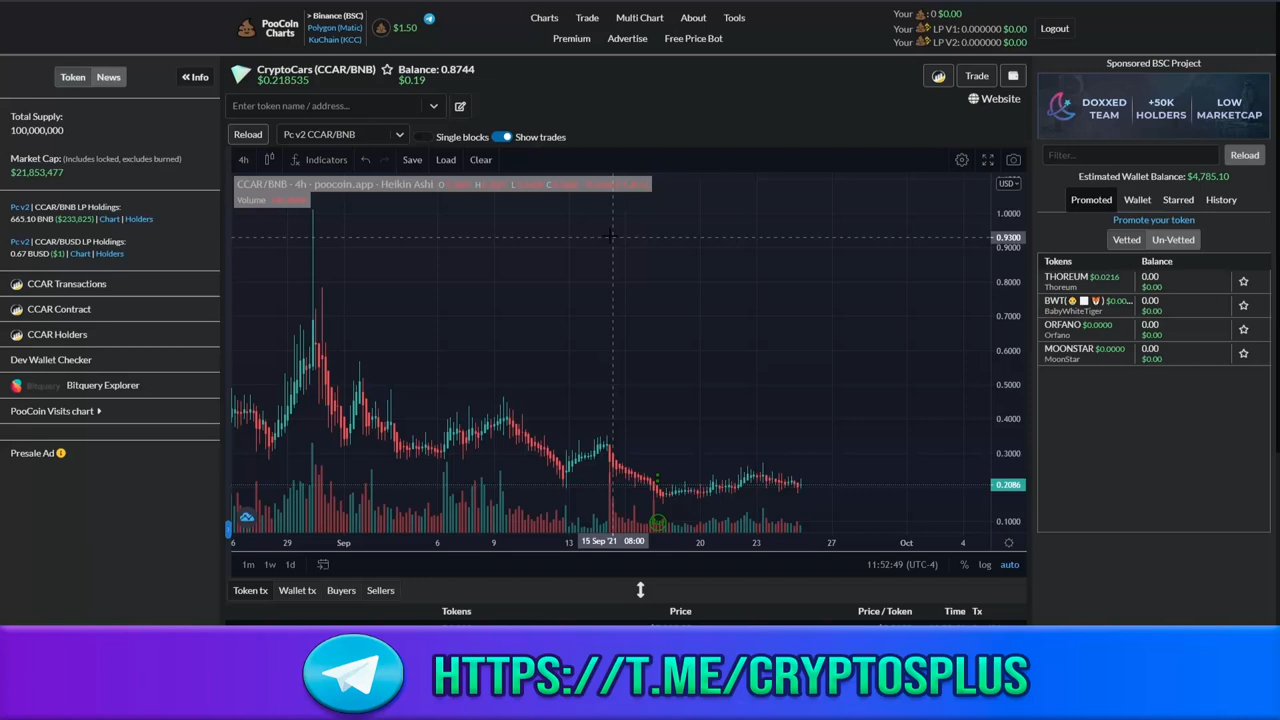 PooCoin
Charts
> Binance (BSC)
Polygon (Matic)
KuChain (KCC)
$1.50
Charts
Trade
Multi Chart
About
Tools
Premium
Advertise
Free Price Bot
Your : 0 $0.00
Your LP V1: 0.000000 $0.00
Your LP V2: 0.000000 $0.00
Logout
Token
News
Info
Total Supply:
100,000,000
Market Cap: (Includes locked, excludes burned)
$21,853,477
Pc v2 | CCAR/BNB LP Holdings:
665.10 BNB ($233,825) | Chart | Holders
Pc v2 | CCAR/BUSD LP Holdings:
0.67 BUSD ($1) | Chart | Holders
CCAR Transactions
CCAR Contract
CCAR Holders
Dev Wallet Checker
Bitquery Bitquery Explorer
PooCoin Visits chart
Presale Ad
CryptoCars (CCAR/BNB)
$0.218535
Balance: 0.8744
$0.19
Trade
Enter token name / address...
Website
Reload
Pc v2 CCAR/BNB
Single blocks
Show trades
4h
Indicators
Save
Load
Clear
CCAR/BNB - 4h - poocoin.app - Heikin Ashi
O
H
L
C
Volume
USD
1.0000
0.9300
0.9000
0.8000
0.7000
0.6000
0.5000
0.4000
0.3000
0.2086
0.1000
6
29
Sep
6
9
13
15 Sep '21 08:00
20
23
27
Oct
4
1m
1w
1d
11:52:49 (UTC-4)
%
log
auto
Token tx
Wallet tx
Buyers
Sellers
Tokens
Price
Price / Token
Time
Tx
Sponsored BSC Project
DOXXED TEAM
+50K HOLDERS
LOW MARKETCAP
Filter...
Reload
Estimated Wallet Balance: $4,785.10
Promoted
Wallet
Starred
History
Promote your token
Vetted
Un-Vetted
Tokens
Balance
THOREUM $0.0216
Thoreum
0.00
$0.00
BWT( ) $0.00...
BabyWhiteTiger
0.00
$0.00
ORFANO $0.0000
Orfano
0.00
$0.00
MOONSTAR $0.0000
MoonStar
0.00
$0.00
HTTPS://T.ME/CRYPTOSPLUS